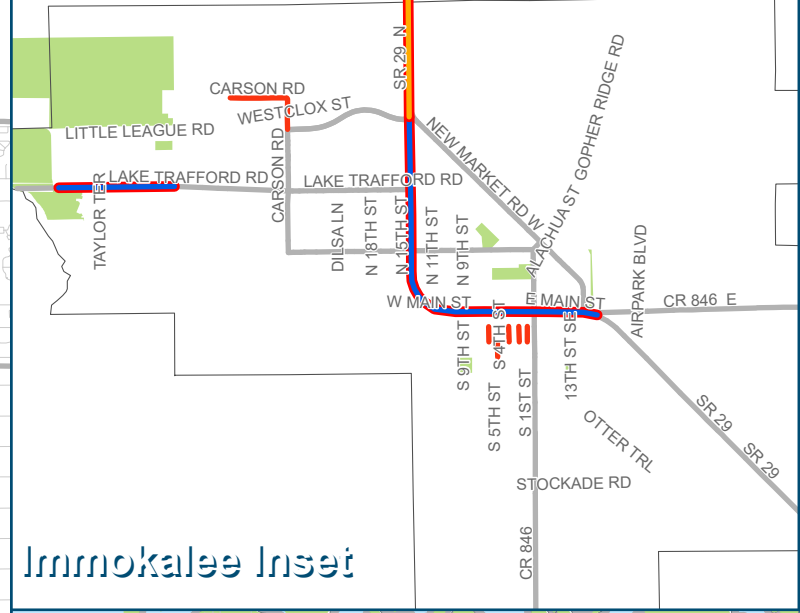 SR 29 N
GOPHER RIDGE RD
CARSON RD
WESTCLOX ST
LITTLE LEAGUE RD
NEW MARKET RD W
CARSON RD
LAKE TRAFFORD RD
LAKE TRAFFORD RD
TAYLOR TER
DILSA LN
N 18TH ST
N 15TH ST
N 11TH ST
N 9TH ST
ALACHUA ST
AIRPARK BLVD
W MAIN ST
E MAIN ST
CR 846 E
S 9TH ST
S 4TH ST
13TH ST SE
S 5TH ST
S 1ST ST
SR 29
SR 29
OTTER TRL
STOCKADE RD
CR 846
Immokalee Inset